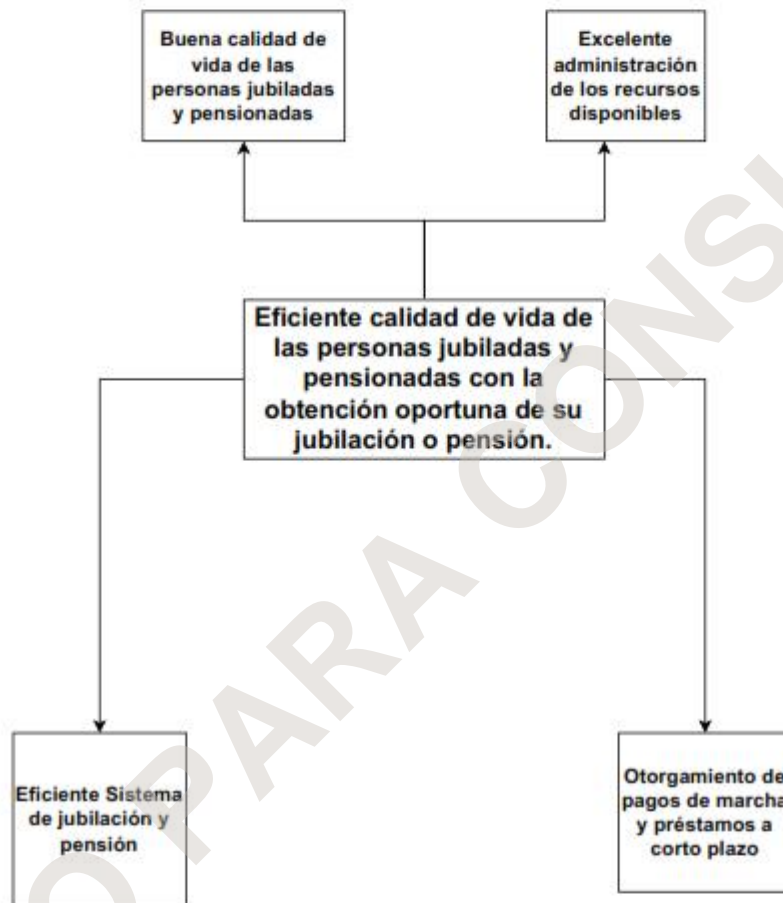 Buena calidad de
vida de las
personas jubiladas
y pensionadas
Excelente
administración
de los recursos
disponibles
Eficiente calidad de vida de
las personas jubiladas y
pensionadas con la
obtención oportuna de su
jubilación o pensión.
Eficiente Sistema
de jubilación y
pensión
Otorgamiento de
pagos de marcha
y préstamos a
corto plazo
PARA